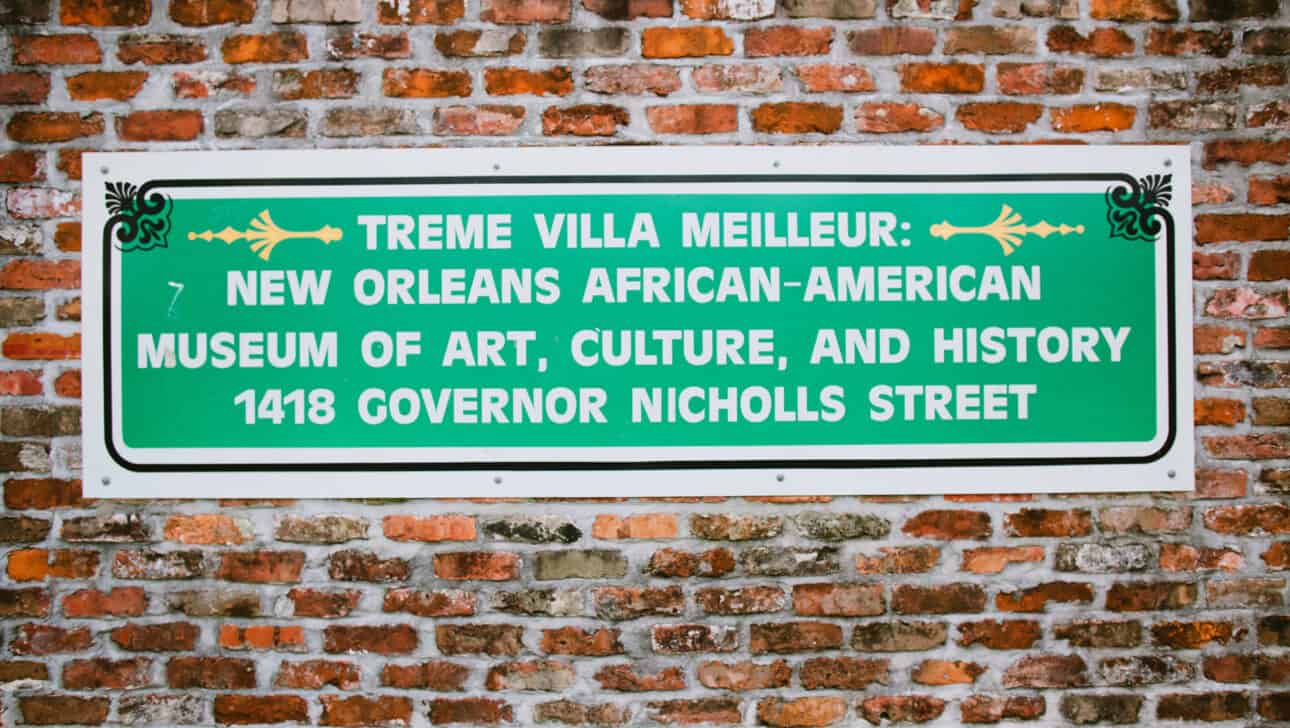 TREME VILLA MEILLEUR:
NEW ORLEANS AFRICAN-AMERICAN
MUSEUM OF ART, CULTURE, AND HISTORY
1418 GOVERNOR NICHOLLS STREET